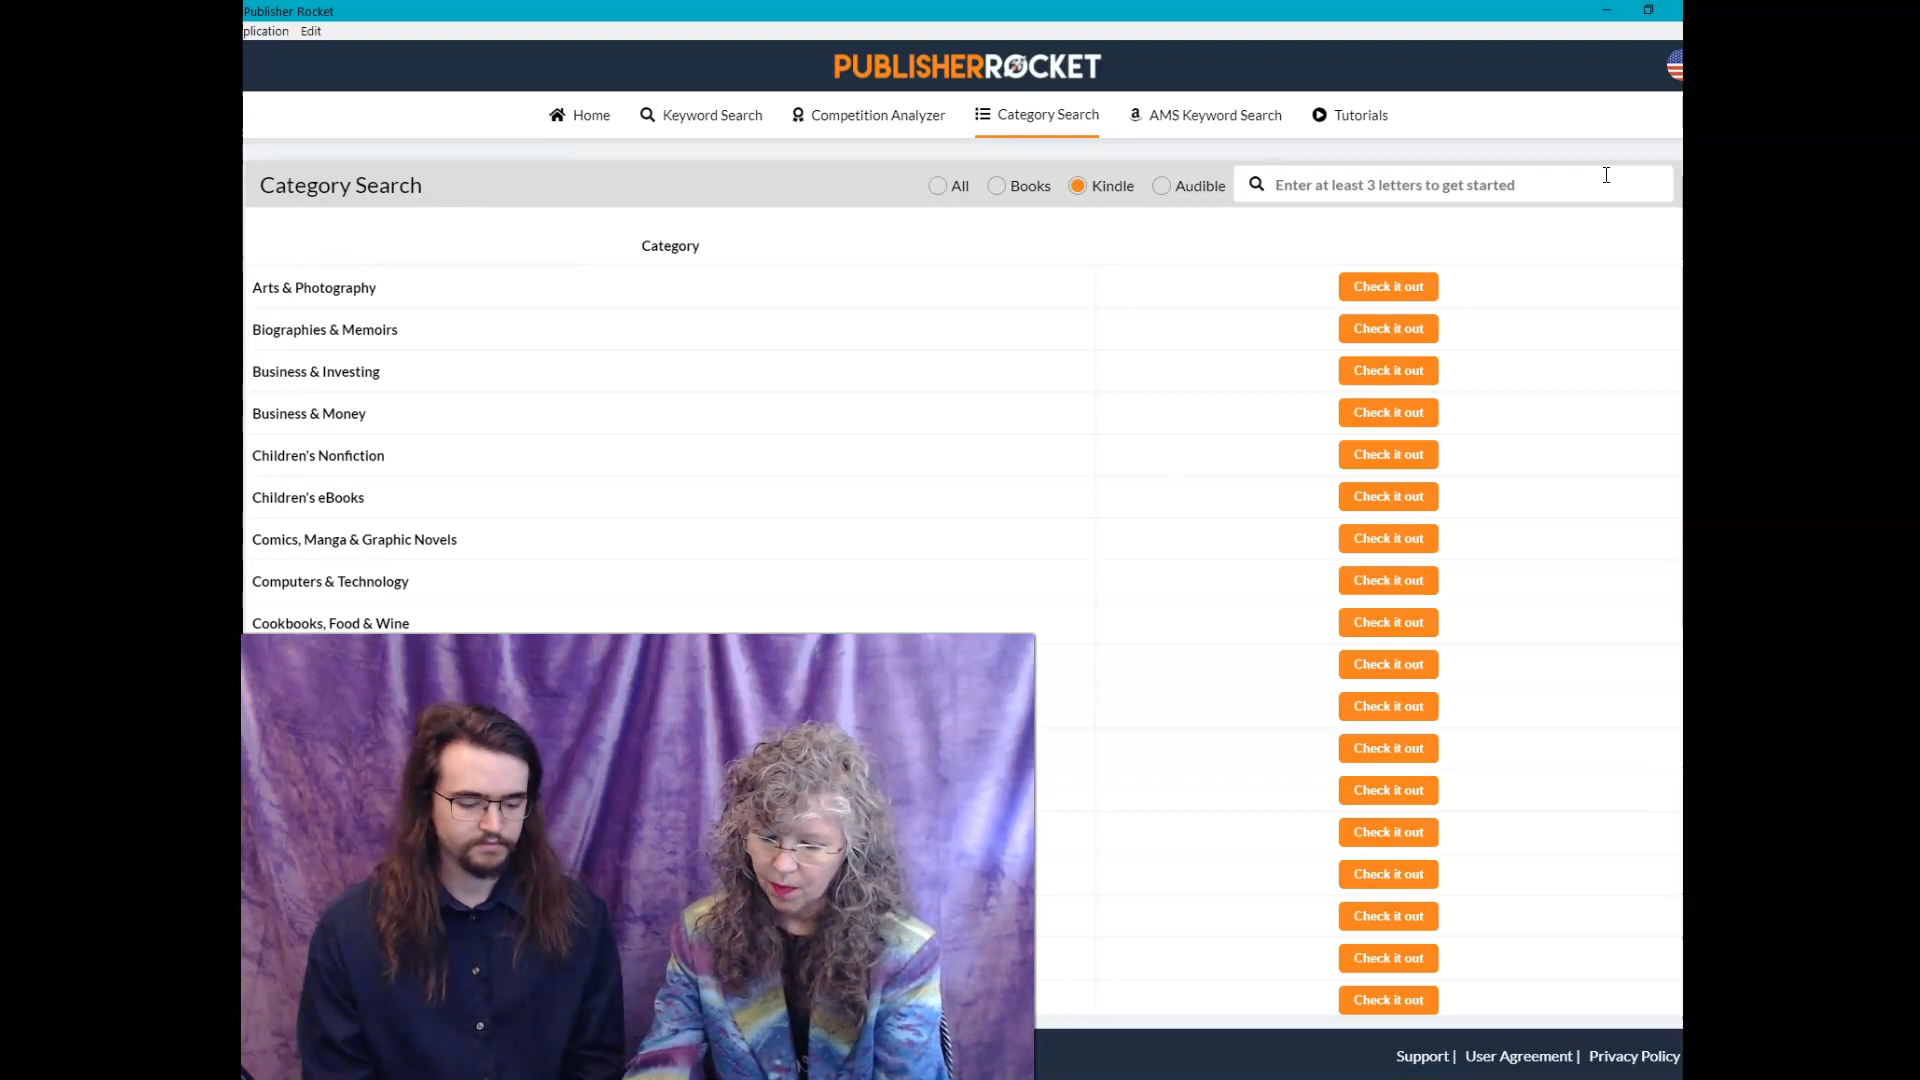 Publisher Rocket
plication Edit
PUBLISHERROCKET
Home Keyword Search Competition Analyzer Category Search AMS Keyword Search Tutorials
Category Search All Books Kindle Audible Enter at least 3 letters to get started
Category
Arts & Photography Check it out
Biographies & Memoirs Check it out
Business & Investing Check it out
Business & Money Check it out
Children's Nonfiction Check it out
Children's eBooks Check it out
Comics, Manga & Graphic Novels Check it out
Computers & Technology Check it out
Cookbooks, Food & Wine Check it out
Check it out
Check it out
Check it out
Check it out
Check it out
Check it out
Check it out
Check it out
Check it out
Support | User Agreement | Privacy Policy